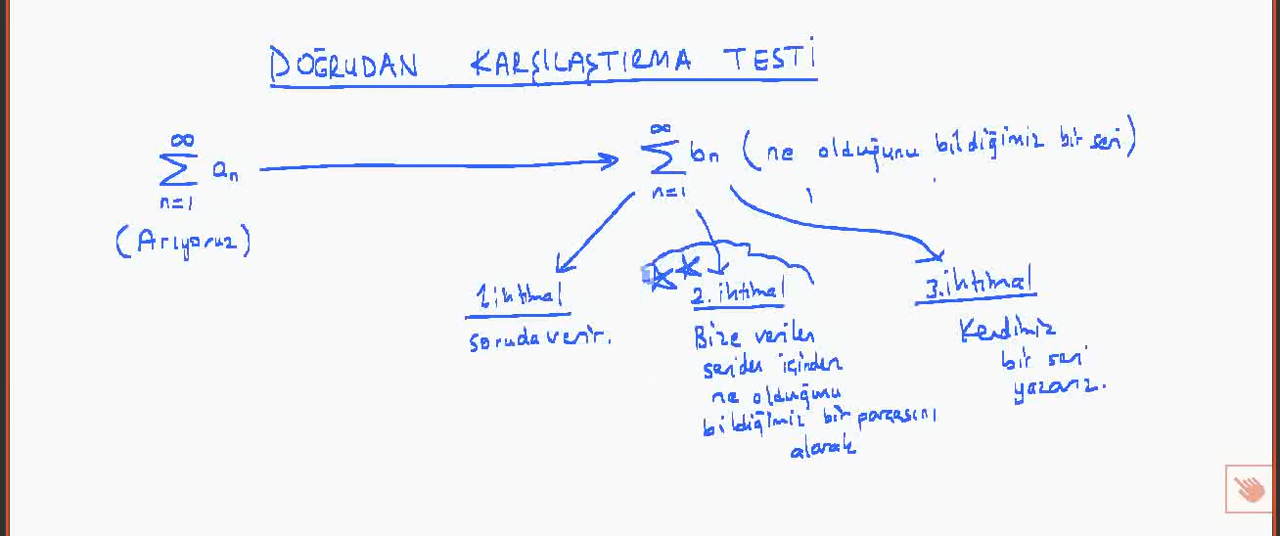 DOĞRUDAN KARŞILAŞTIRMA TESTİ
∞
∑ an
n=1
(Arıyoruz)
∞
∑ bn (ne olduğunu bildiğimiz bir seri)
n=1
1.ihtimal
soruda verir.
2. ihtimal
Bize verilen
seriden içinden
ne olduğunu
bildiğimiz bir parçasını
alarak
3.ihtimal
Kendimiz
bir seri
yazarız.